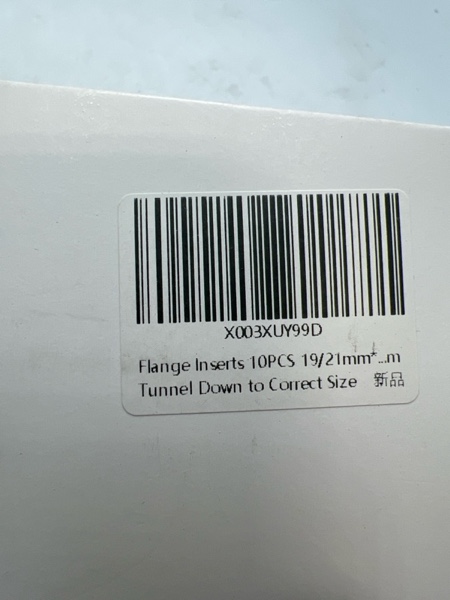 X003XUY99D
Flange Inserts 10PCS 19/21mm*...m
Tunnel Down to Correct Size 新品